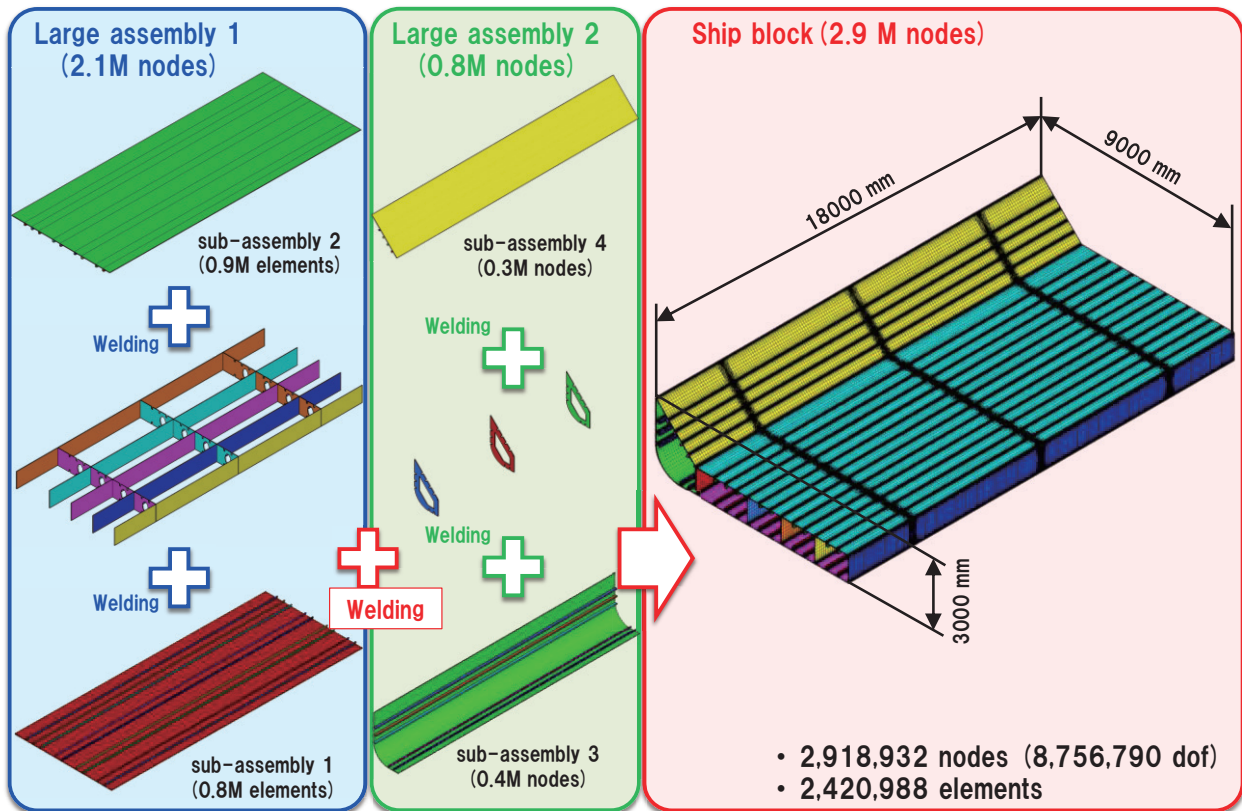 Large assembly 1
(2.1M nodes)
sub-assembly 2
(0.9M elements)
Welding
Welding
sub-assembly 1
(0.8M elements)
Welding
Large assembly 2
(0.8M nodes)
sub-assembly 4
(0.3M nodes)
Welding
Welding
sub-assembly 3
(0.4M nodes)
Ship block (2.9 M nodes)
18000 mm
9000 mm
3000 mm
• 2,918,932 nodes (8,756,790 dof)
• 2,420,988 elements